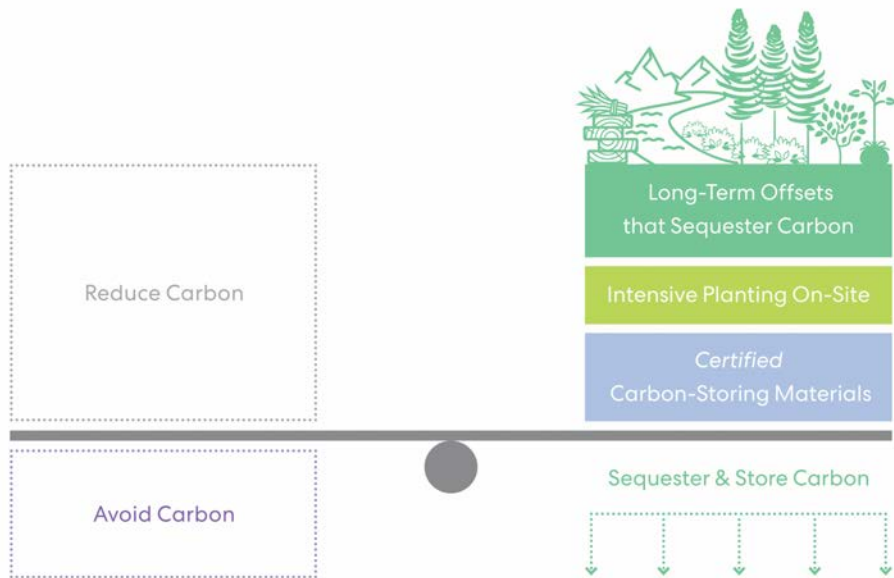 Long-Term Offsets
that Sequester Carbon
Reduce Carbon
Intensive Planting On-Site
Certified
Carbon-Storing Materials
Avoid Carbon
Sequester & Store Carbon